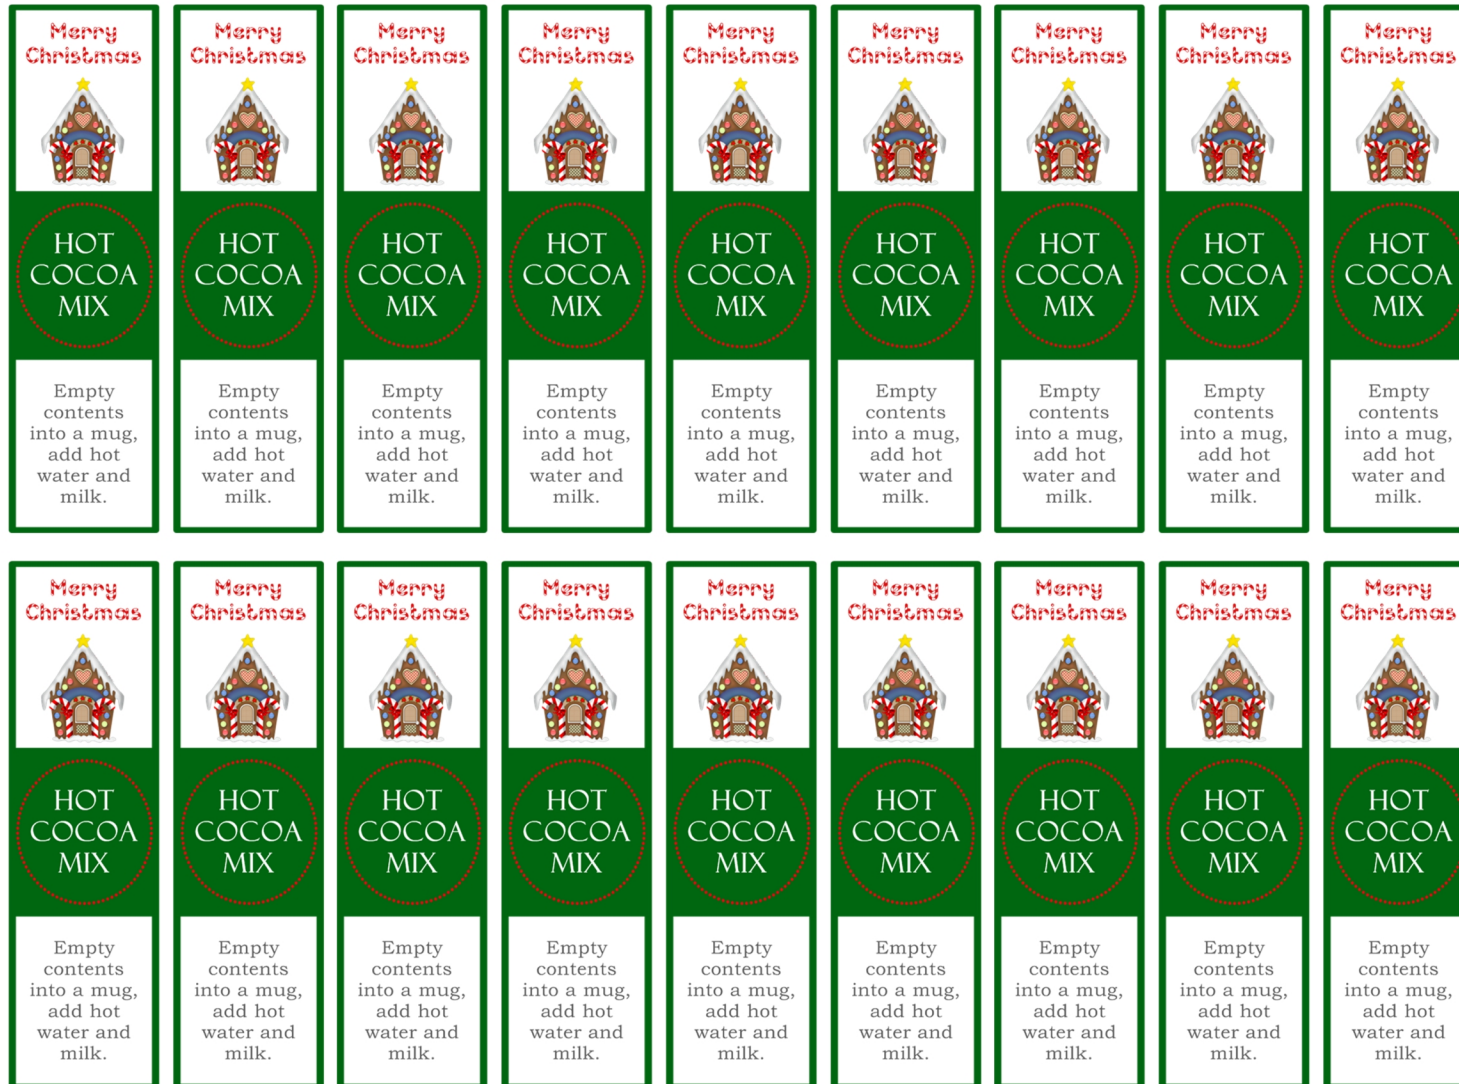 Merry
Christmas
HOT
COCOA
MIX
Empty
contents
into a mug,
add hot
water and
milk.
Merry
Christmas
HOT
COCOA
MIX
Empty
contents
into a mug,
add hot
water and
milk.
Merry
Christmas
HOT
COCOA
MIX
Empty
contents
into a mug,
add hot
water and
milk.
Merry
Christmas
HOT
COCOA
MIX
Empty
contents
into a mug,
add hot
water and
milk.
Merry
Christmas
HOT
COCOA
MIX
Empty
contents
into a mug,
add hot
water and
milk.
Merry
Christmas
HOT
COCOA
MIX
Empty
contents
into a mug,
add hot
water and
milk.
Merry
Christmas
HOT
COCOA
MIX
Empty
contents
into a mug,
add hot
water and
milk.
Merry
Christmas
HOT
COCOA
MIX
Empty
contents
into a mug,
add hot
water and
milk.
Merry
Christmas
HOT
COCOA
MIX
Empty
contents
into a mug,
add hot
water and
milk.
Merry
Christmas
HOT
COCOA
MIX
Empty
contents
into a mug,
add hot
water and
milk.
Merry
Christmas
HOT
COCOA
MIX
Empty
contents
into a mug,
add hot
water and
milk.
Merry
Christmas
HOT
COCOA
MIX
Empty
contents
into a mug,
add hot
water and
milk.
Merry
Christmas
HOT
COCOA
MIX
Empty
contents
into a mug,
add hot
water and
milk.
Merry
Christmas
HOT
COCOA
MIX
Empty
contents
into a mug,
add hot
water and
milk.
Merry
Christmas
HOT
COCOA
MIX
Empty
contents
into a mug,
add hot
water and
milk.
Merry
Christmas
HOT
COCOA
MIX
Empty
contents
into a mug,
add hot
water and
milk.
Merry
Christmas
HOT
COCOA
MIX
Empty
contents
into a mug,
add hot
water and
milk.
Merry
Christmas
HOT
COCOA
MIX
Empty
contents
into a mug,
add hot
water and
milk.